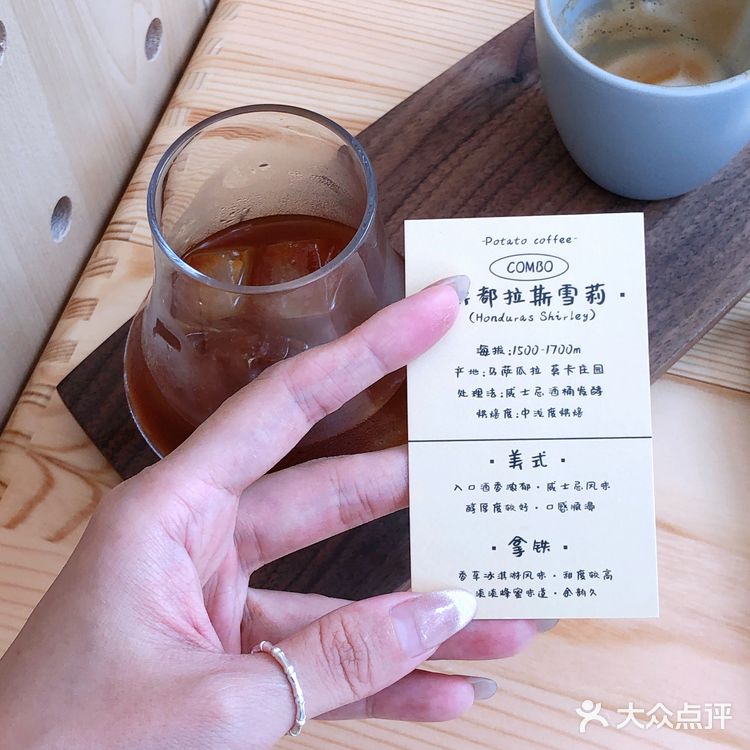 -Potato coffee-
COMBO
都拉斯雪莉·
(Honduras Shirley)
海拔:1500-1700m
产地:马萨瓜拉 莫卡庄园
处理法:威士忌酒桶发酵
烘焙度:中浅度烘焙
·美式·
入口酒香浓郁·威士忌风味
醇厚度较好·口感顺滑
·拿铁·
香草冰淇淋风味·甜度较高
淡淡蜂蜜味道·余韵久
大众点评